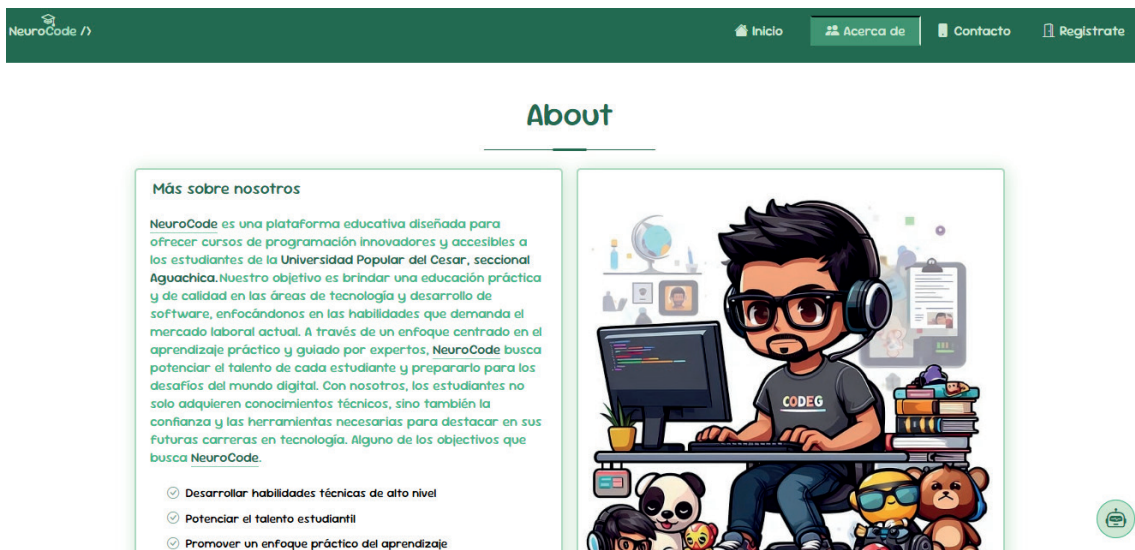 NeuroCode />
Inicio
Acerca de
Contacto
Registrate
About
Más sobre nosotros
NeuroCode es una plataforma educativa diseñada para
ofrecer cursos de programación innovadores y accesibles a
los estudiantes de la Universidad Popular del Cesar, seccional
Aguachica.Nuestro objetivo es brindar una educación práctica
y de calidad en las áreas de tecnología y desarrollo de
software, enfocándonos en las habilidades que demanda el
mercado laboral actual. A través de un enfoque centrado en el
aprendizaje práctico y guiado por expertos, NeuroCode busca
potenciar el talento de cada estudiante y prepararlo para los
desafíos del mundo digital. Con nosotros, los estudiantes no
solo adquieren conocimientos técnicos, sino también la
confianza y las herramientas necesarias para destacar en sus
futuras carreras en tecnología. Alguno de los objectivos que
busca NeuroCode.
Desarrollar habilidades técnicas de alto nivel
Potenciar el talento estudiantil
Promover un enfoque práctico del aprendizaje
CODEG